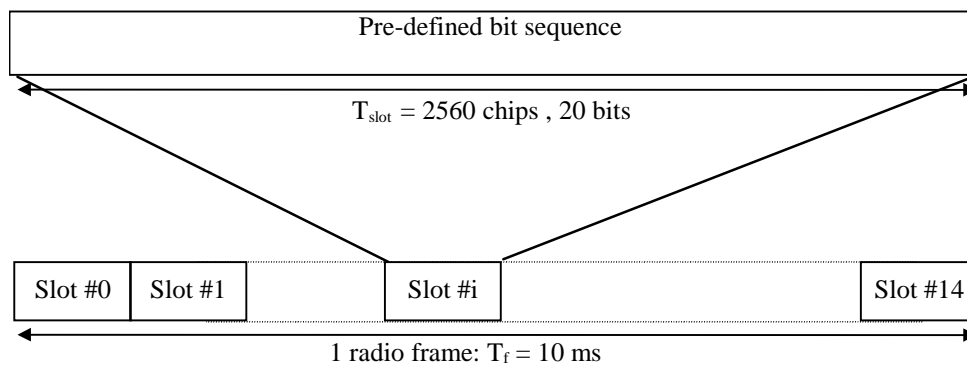 Pre-defined bit sequence
T_slot = 2560 chips , 20 bits
Slot #0 Slot #1 Slot #i Slot #14
1 radio frame: T_f = 10 ms